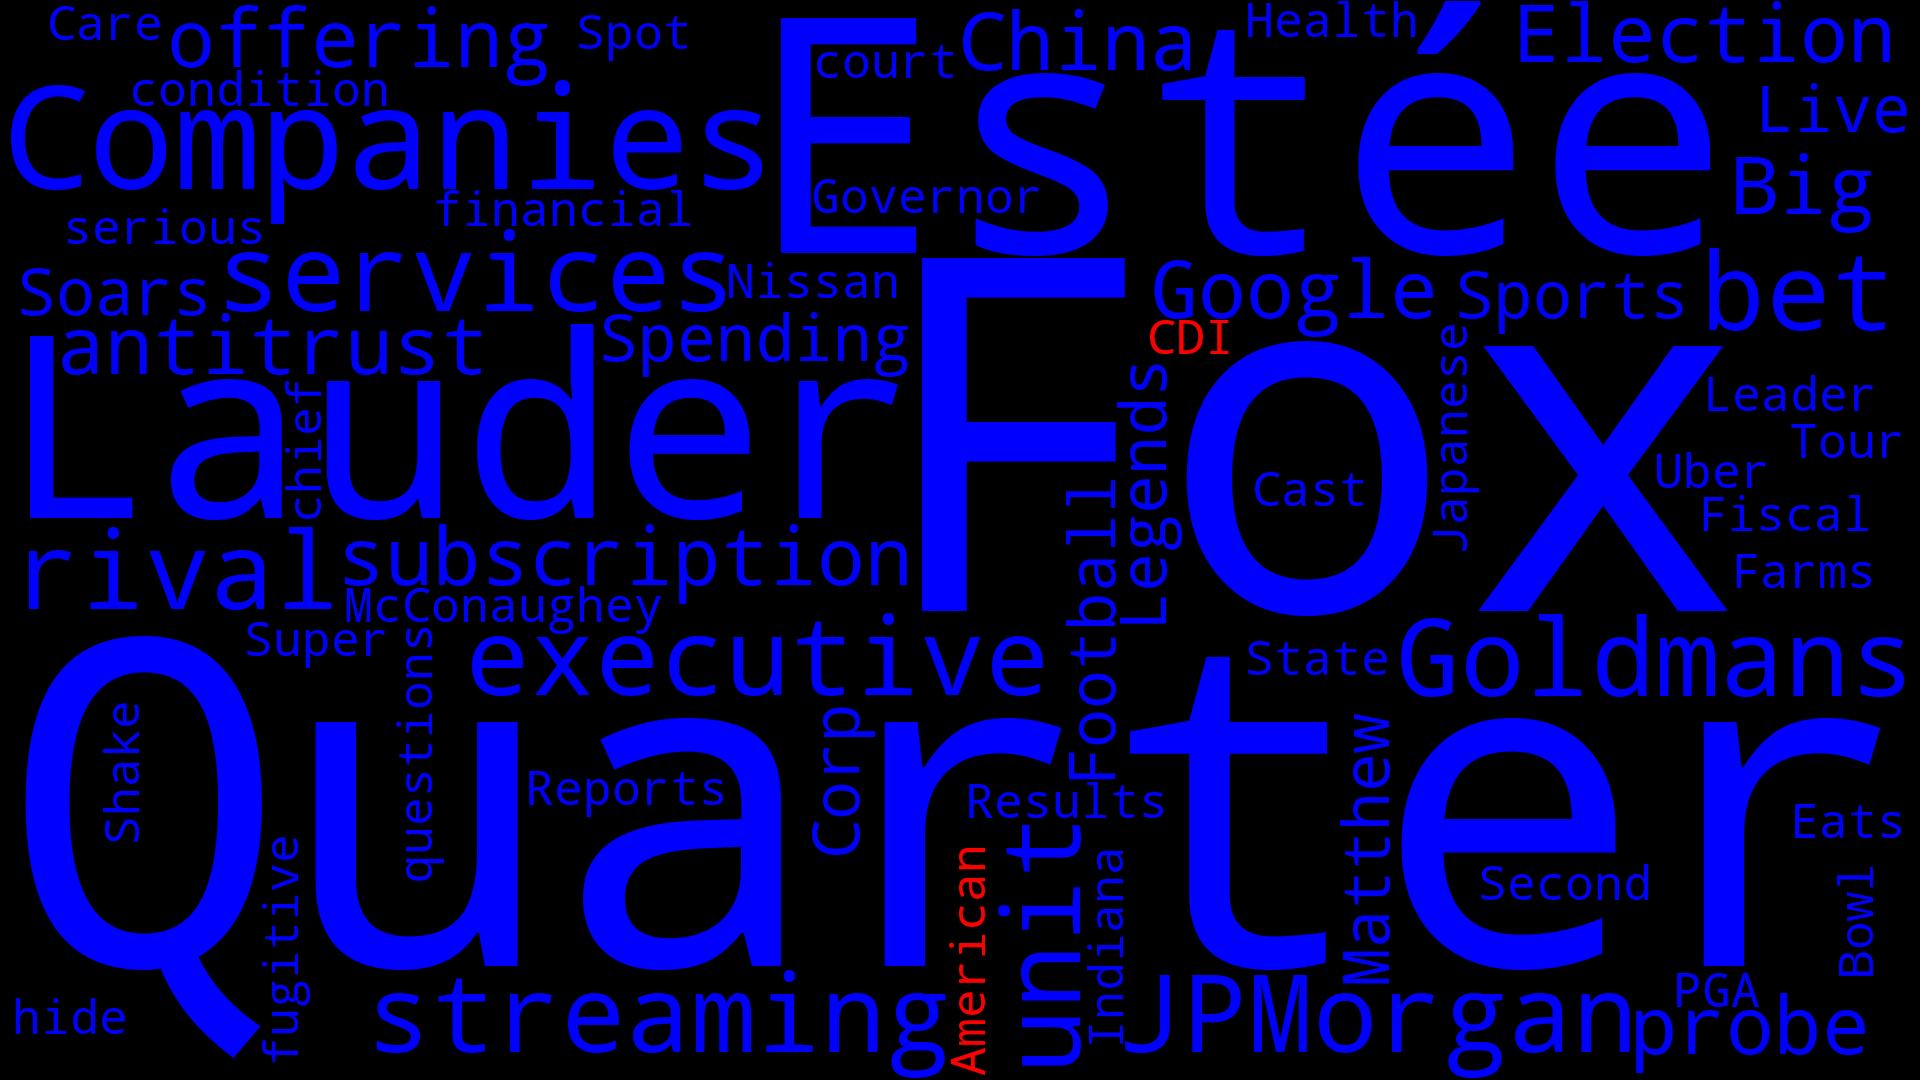 Care
offering
Spot
court
China
Health
Election
condition
Companies
Estée
Live
Big
serious
financial
Governor
Soars
services
Nissan
Google
Sports
bet
antitrust
Spending
CDI
Lauder
chief
Fox
Legends
Japanese
Leader
Tour
Cast
Uber
Fiscal
Farms
rival
subscription
Football
McConaughey
Super
questions
executive
State
Goldmans
Quarter
Shake
Reports
Corp
Results
Matthew
Eats
Second
Bowl
fugitive
American
unit
Indiana
hide
streaming
JPMorgan
PGA
probe